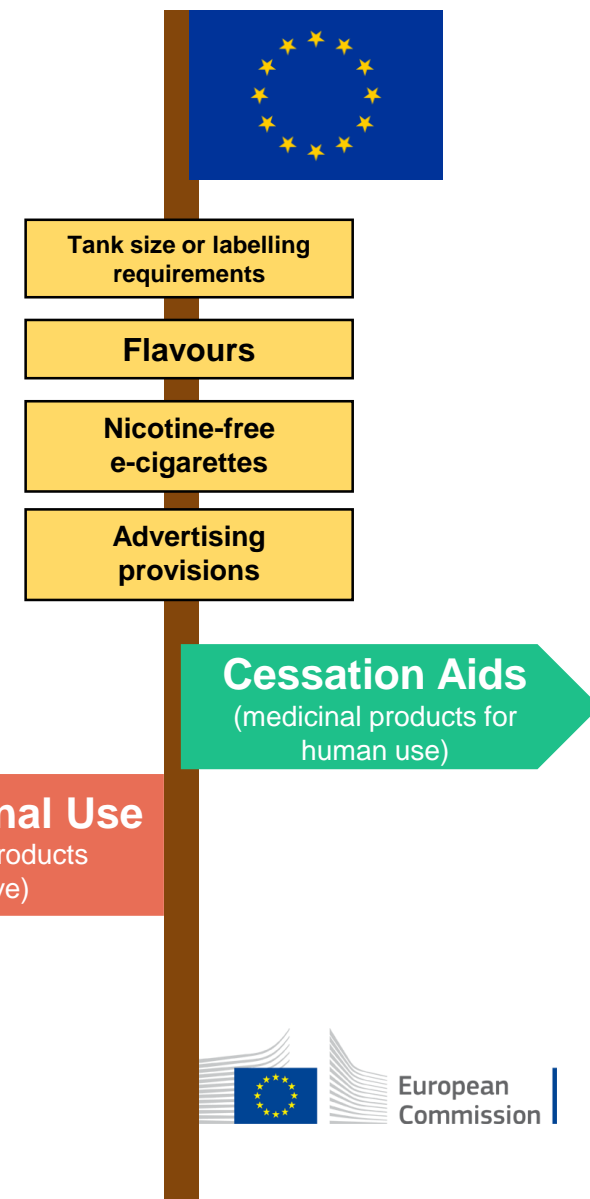 Tank size or labelling
requirements
Flavours
Nicotine-free
e-cigarettes
Advertising
provisions
Cessation Aids
(medicinal products for
human use)
nal Use
roducts
ve)
European
Commission